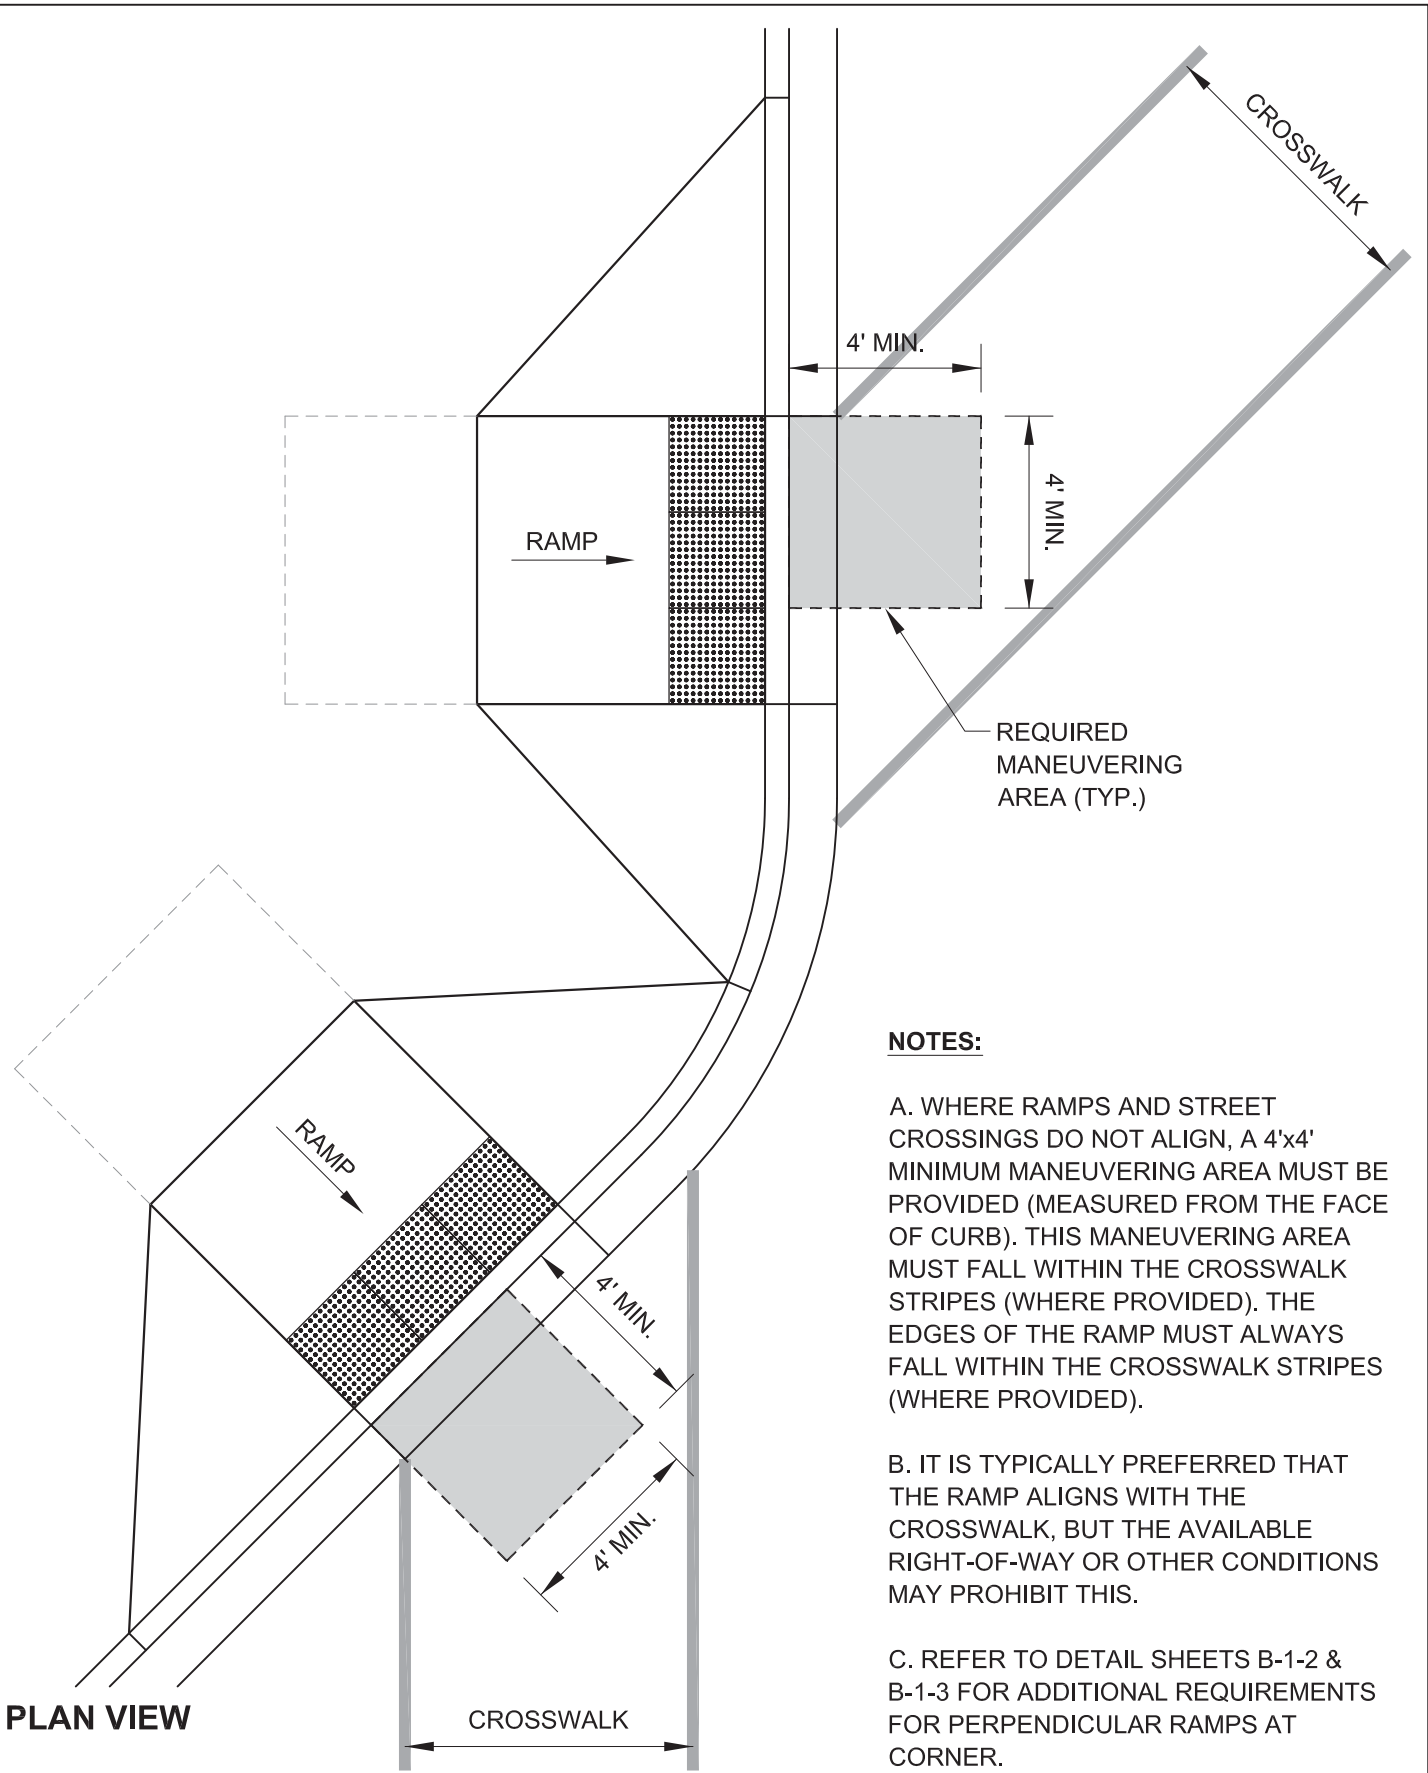 CROSSWALK
4' MIN.
4' MIN.
RAMP
REQUIRED
MANEUVERING
AREA (TYP.)
RAMP
4' MIN.
4' MIN.
CROSSWALK
PLAN VIEW
NOTES:
A. WHERE RAMPS AND STREET
CROSSINGS DO NOT ALIGN, A 4'x4'
MINIMUM MANEUVERING AREA MUST BE
PROVIDED (MEASURED FROM THE FACE
OF CURB). THIS MANEUVERING AREA
MUST FALL WITHIN THE CROSSWALK
STRIPES (WHERE PROVIDED). THE
EDGES OF THE RAMP MUST ALWAYS
FALL WITHIN THE CROSSWALK STRIPES
(WHERE PROVIDED).
B. IT IS TYPICALLY PREFERRED THAT
THE RAMP ALIGNS WITH THE
CROSSWALK, BUT THE AVAILABLE
RIGHT-OF-WAY OR OTHER CONDITIONS
MAY PROHIBIT THIS.
C. REFER TO DETAIL SHEETS B-1-2 &
B-1-3 FOR ADDITIONAL REQUIREMENTS
FOR PERPENDICULAR RAMPS AT
CORNER.